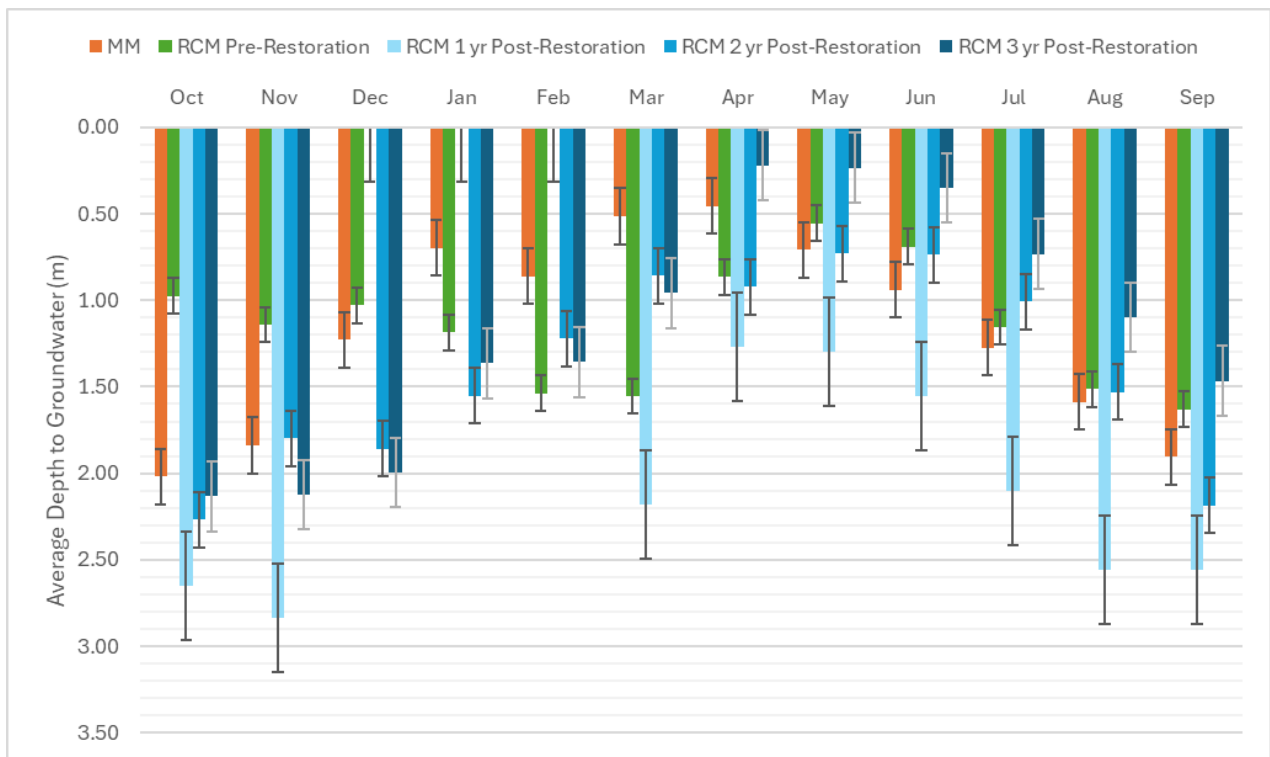 MM RCM Pre-Restoration RCM 1 yr Post-Restoration RCM 2 yr Post-Restoration RCM 3 yr Post-Restoration
Oct Nov Dec Jan Feb Mar Apr May Jun Jul Aug Sep
Average Depth to Groundwater (m)
0.00
0.50
1.00
1.50
2.00
2.50
3.00
3.50